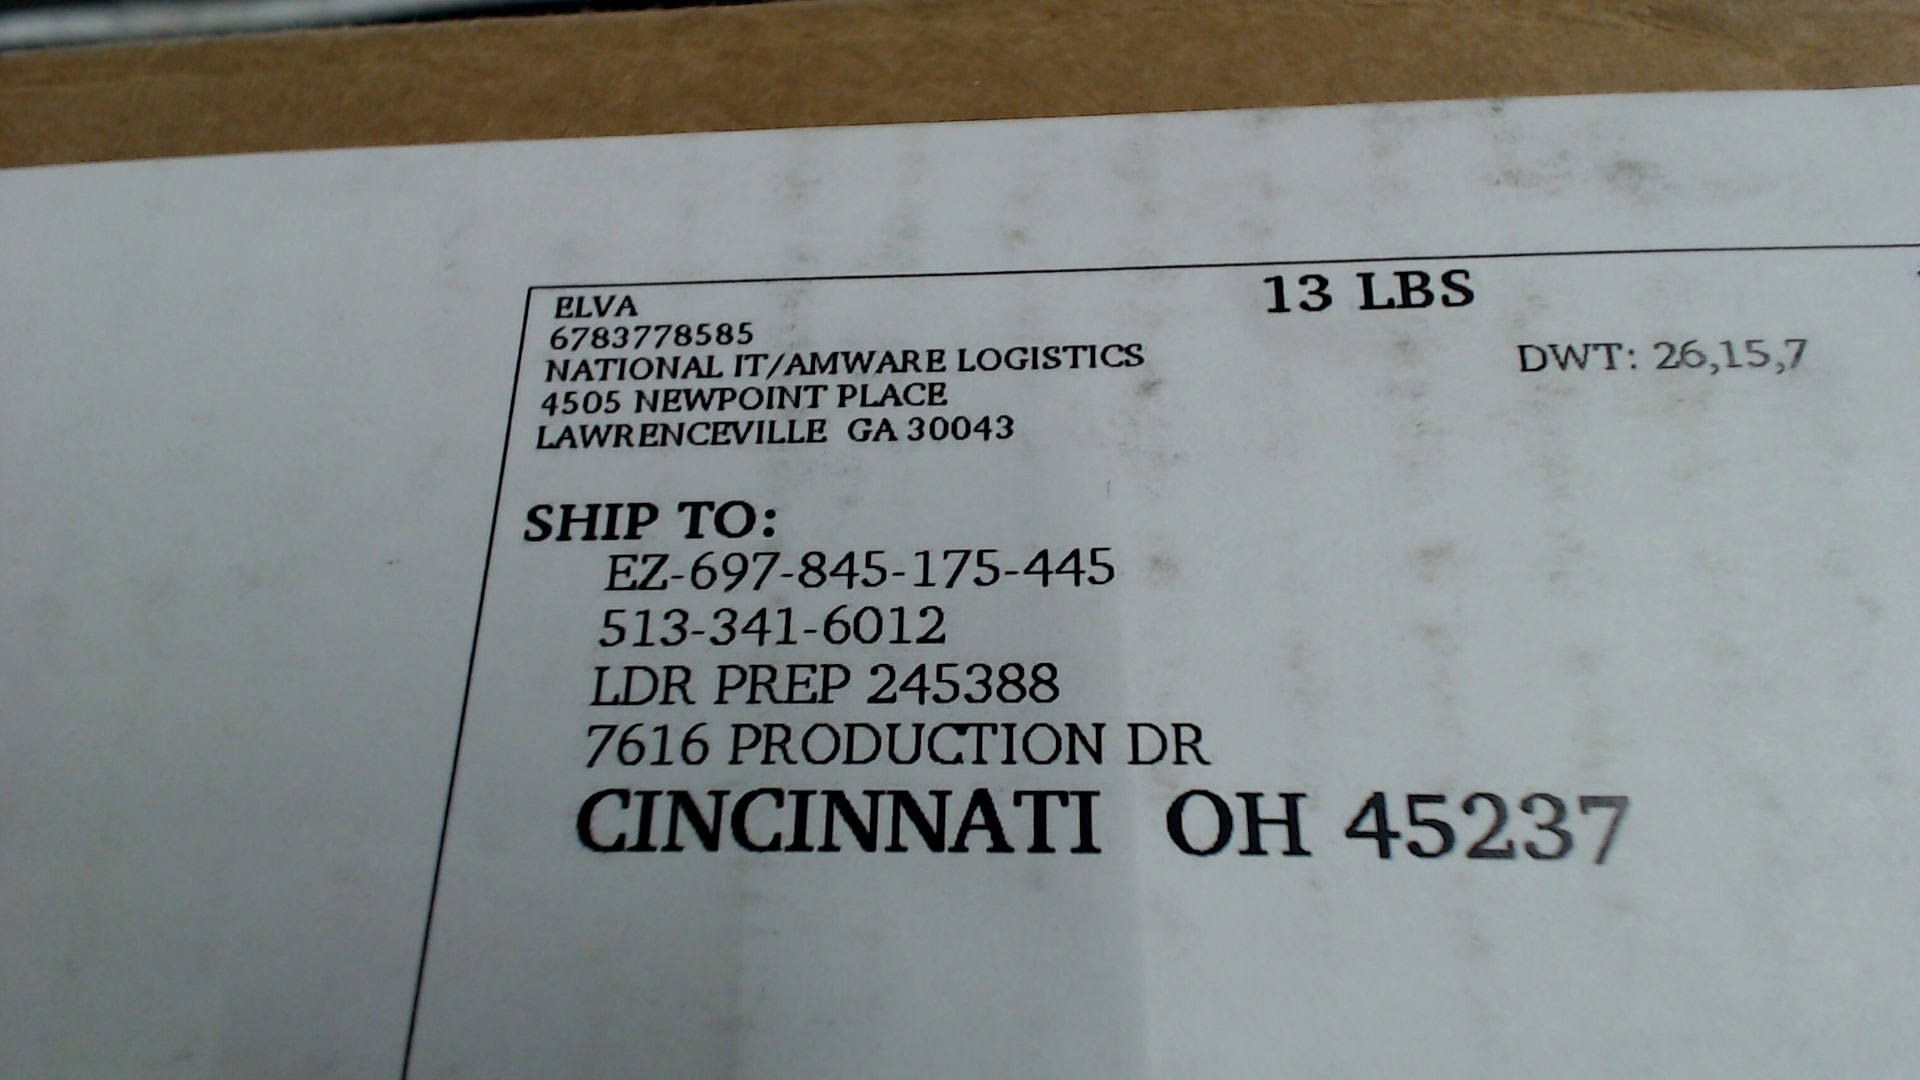 ELVA
6783778585
NATIONAL IT/AMWARE LOGISTICS
4505 NEWPOINT PLACE
LAWRENCEVILLE GA 30043
13 LBS
DWT: 26,15,7
SHIP TO:
EZ-697-845-175-445
513-341-6012
LDR PREP 245388
7616 PRODUCTION DR
CINCINNATI OH 45237